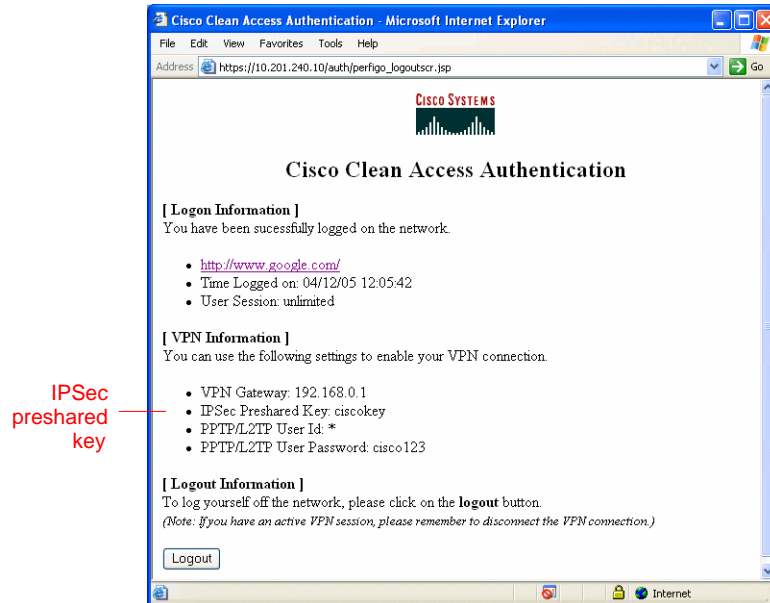 Cisco Clean Access Authentication - Microsoft Internet Explorer
File Edit View Favorites Tools Help
Address https://10.201.240.10/auth/perfigo_logoutscr.jsp Go
CISCO SYSTEMS
Cisco Clean Access Authentication
[ Logon Information ]
You have been sucessfully logged on the network.
• http://www.google.com/
• Time Logged on: 04/12/05 12:05:42
• User Session: unlimited
[ VPN Information ]
You can use the following settings to enable your VPN connection.
• VPN Gateway: 192.168.0.1
• IPSec Preshared Key: ciscokey
• PPTP/L2TP User Id: *
• PPTP/L2TP User Password: cisco123
IPSec
preshared
key
[ Logout Information ]
To log yourself off the network, please click on the logout button.
(Note: If you have an active VPN session, please remember to disconnect the VPN connection.)
Logout
Internet